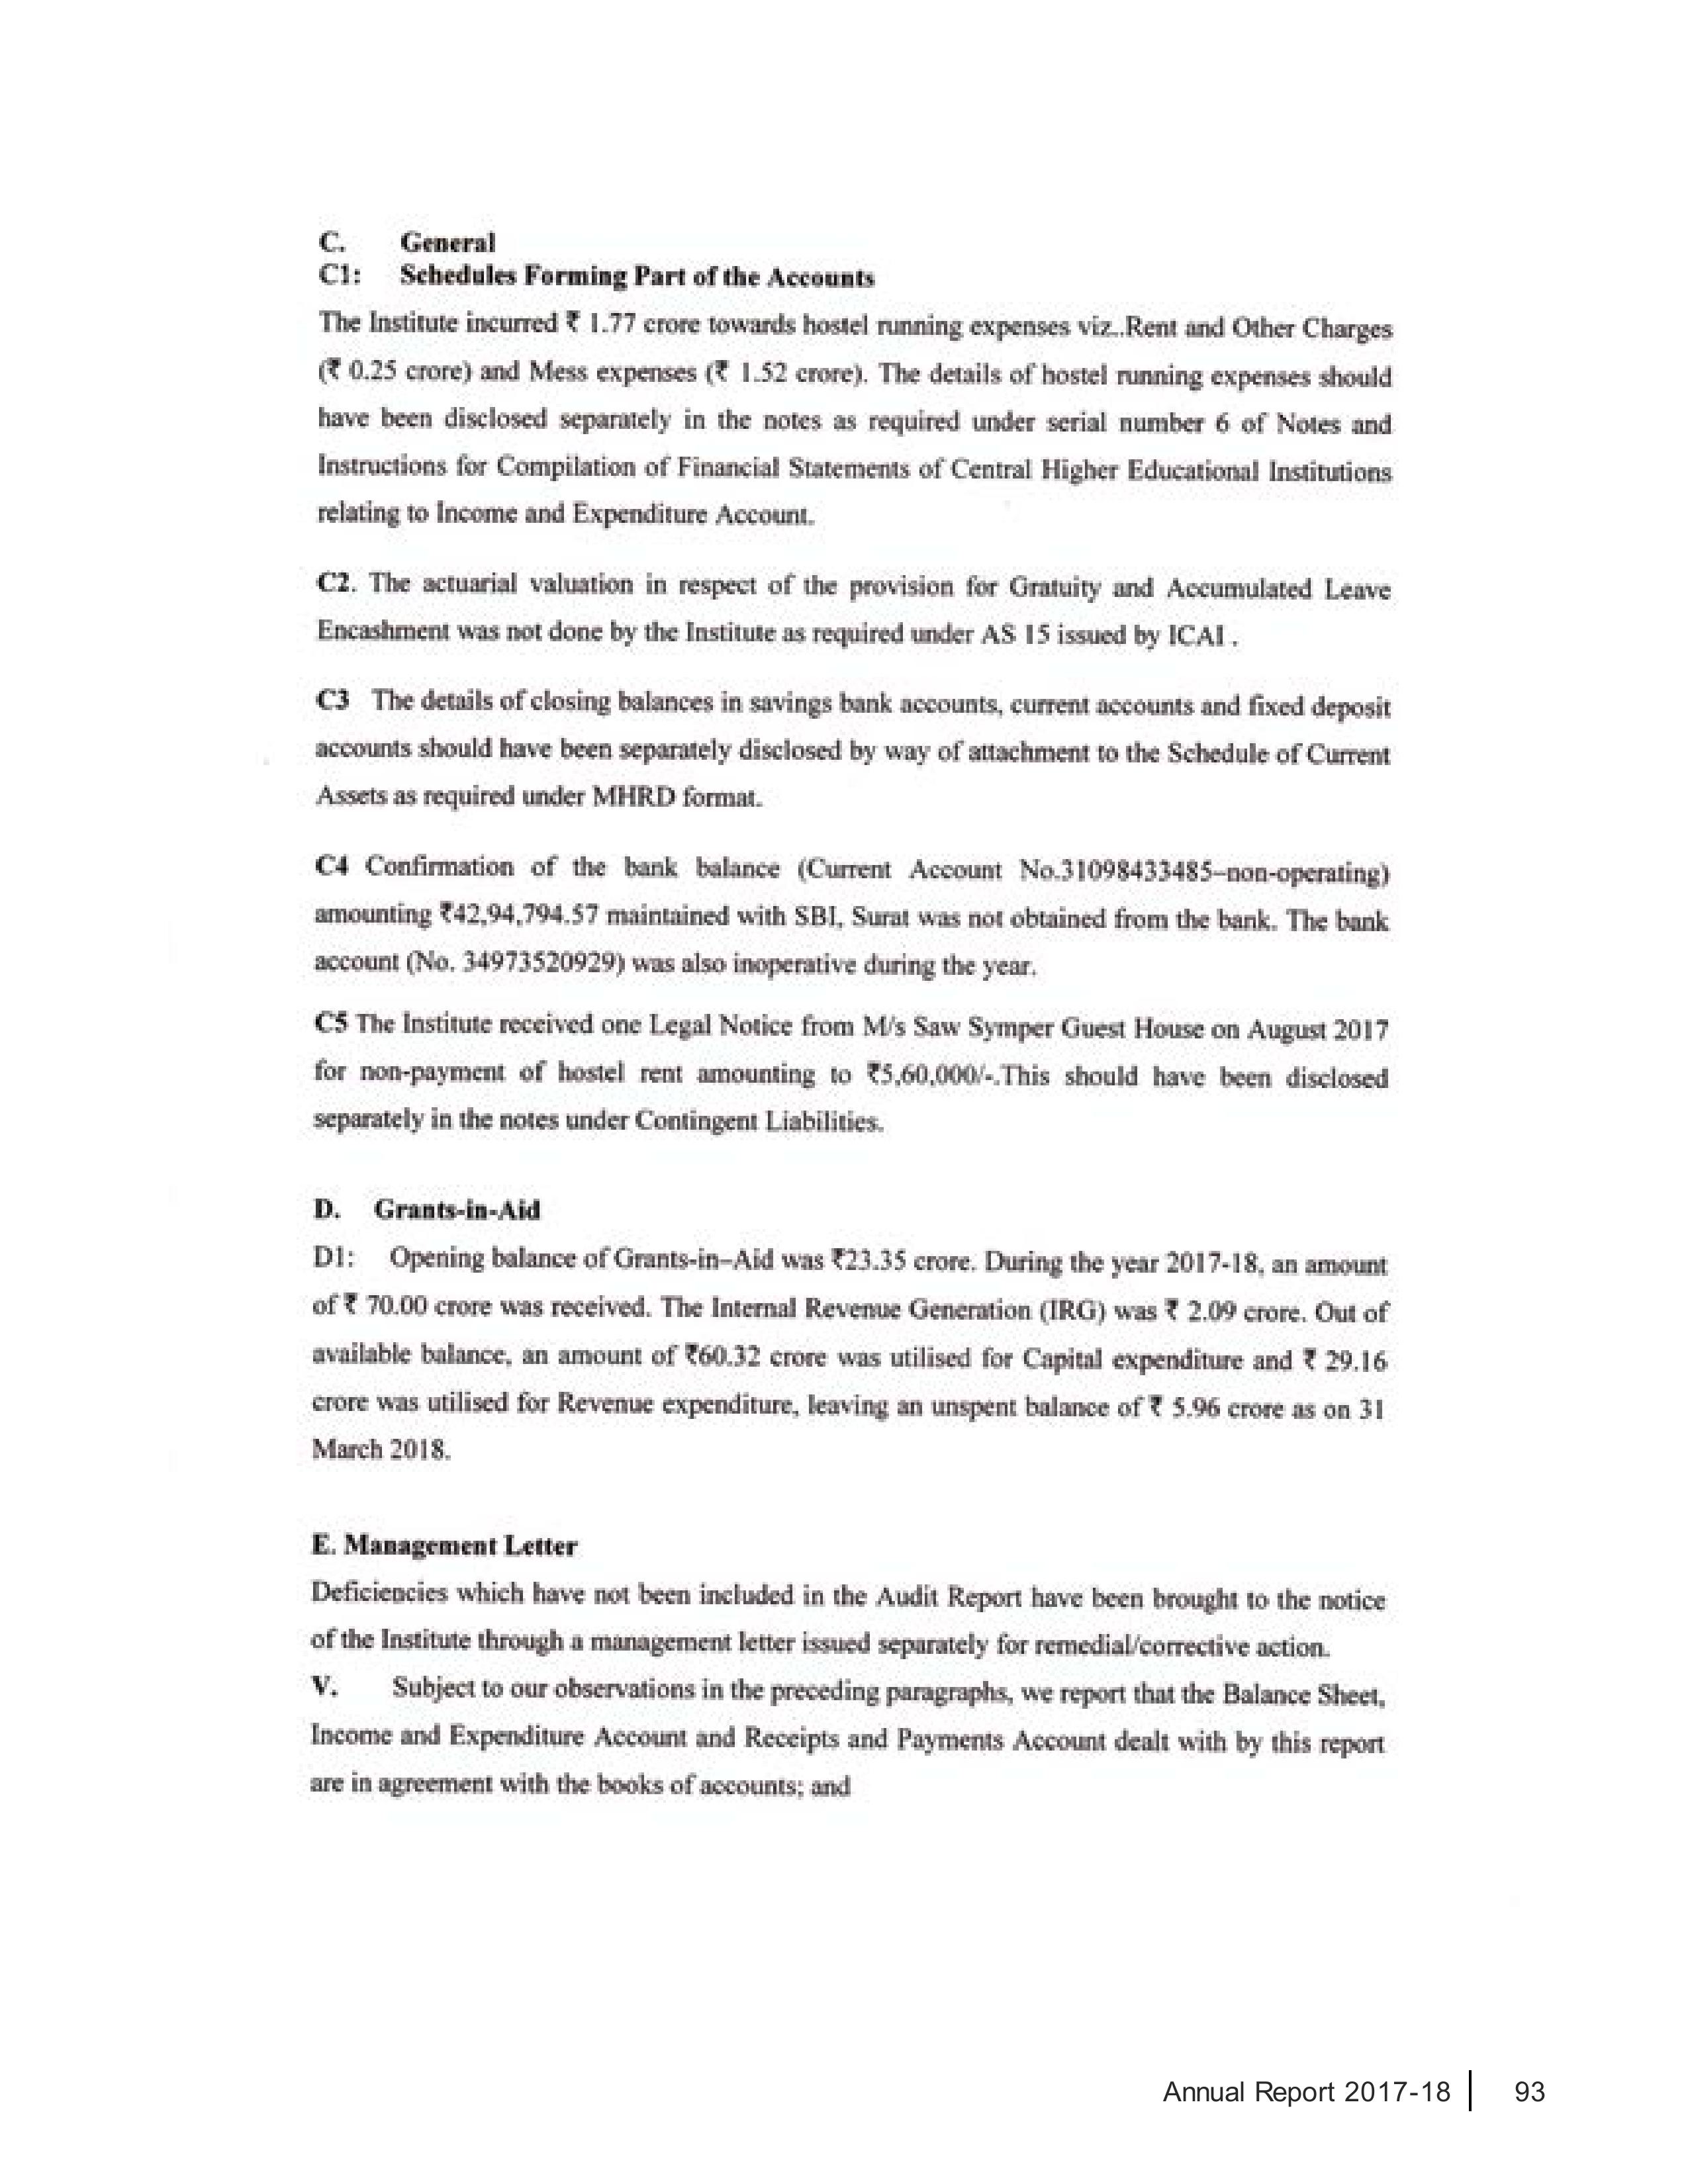 C. General
C1: Schedules Forming Part of the Accounts
The Institute incurred ₹ 1.77 crore towards hostel running expenses viz..Rent and Other Charges
(₹ 0.25 crore) and Mess expenses (₹ 1.52 crore). The details of hostel running expenses should
have been disclosed separately in the notes as required under serial number 6 of Notes and
Instructions for Compilation of Financial Statements of Central Higher Educational Institutions
relating to Income and Expenditure Account.
C2. The actuarial valuation in respect of the provision for Gratuity and Accumulated Leave
Encashment was not done by the Institute as required under AS 15 issued by ICAI .
C3 The details of closing balances in savings bank accounts, current accounts and fixed deposit
accounts should have been separately disclosed by way of attachment to the Schedule of Current
Assets as required under MHRD format.
C4 Confirmation of the bank balance (Current Account No.31098433485–non-operating)
amounting ₹42,94,794.57 maintained with SBI, Surat was not obtained from the bank. The bank
account (No. 34973520929) was also inoperative during the year.
C5 The Institute received one Legal Notice from M/s Saw Symper Guest House on August 2017
for non-payment of hostel rent amounting to ₹5,60,000/-.This should have been disclosed
separately in the notes under Contingent Liabilities.
D. Grants-in-Aid
D1: Opening balance of Grants-in–Aid was ₹23.35 crore. During the year 2017-18, an amount
of ₹ 70.00 crore was received. The Internal Revenue Generation (IRG) was ₹ 2.09 crore. Out of
available balance, an amount of ₹60.32 crore was utilised for Capital expenditure and ₹ 29.16
crore was utilised for Revenue expenditure, leaving an unspent balance of ₹ 5.96 crore as on 31
March 2018.
E. Management Letter
Deficiencies which have not been included in the Audit Report have been brought to the notice
of the Institute through a management letter issued separately for remedial/corrective action.
V. Subject to our observations in the preceding paragraphs, we report that the Balance Sheet,
Income and Expenditure Account and Receipts and Payments Account dealt with by this report
are in agreement with the books of accounts; and
Annual Report 2017-18 | 93